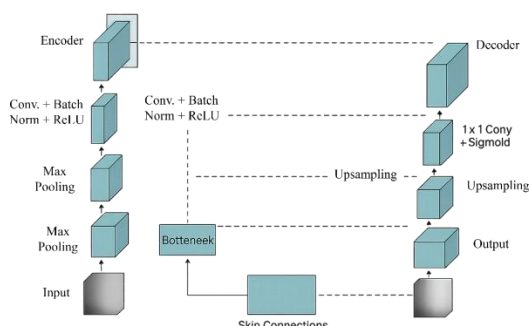 Encoder
Conv. + Batch
Norm + ReLU
Max
Pooling
Max
Pooling
Input
Conv. + Batch
Norm + ReLU
Upsampling
Botteneek
Skip Connections
Decoder
1 x 1 Cony
+ Sigmold
Upsampling
Output